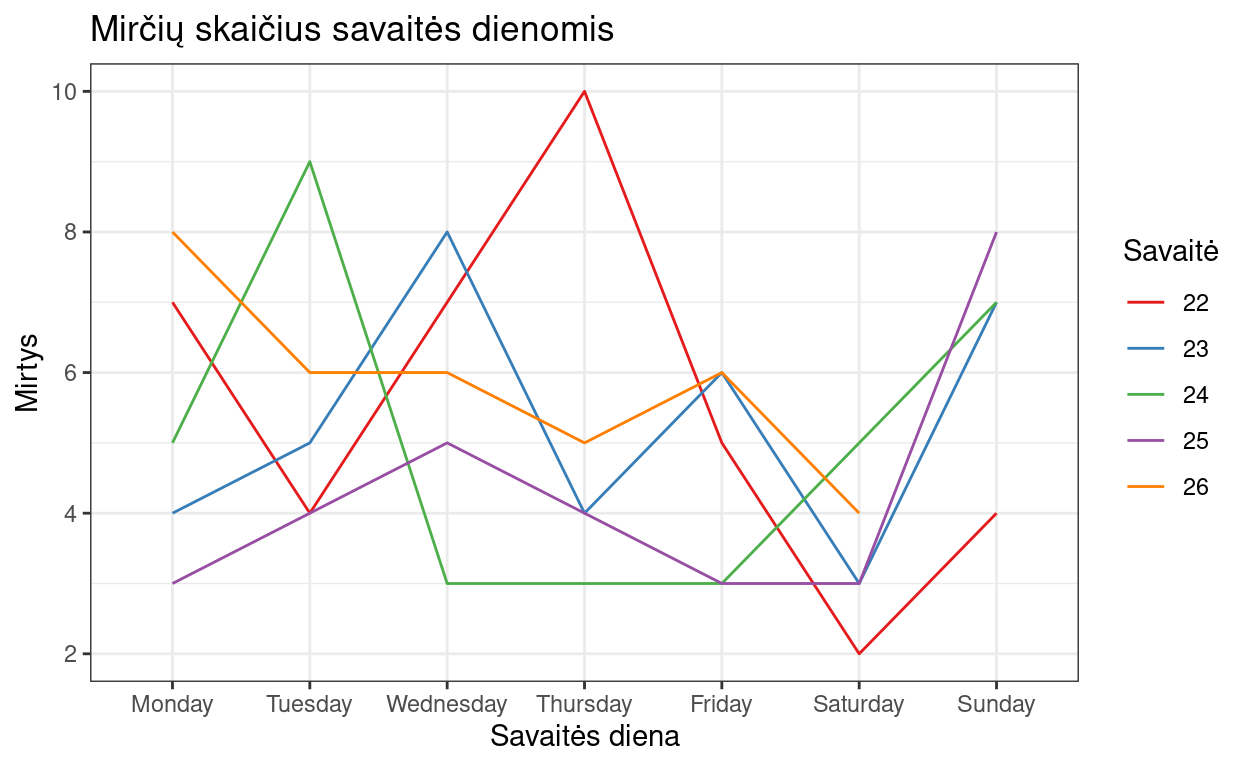 Mirčių skaičius savaitės dienomis
Mirtys
10
8
6
4
2
Monday Tuesday Wednesday Thursday Friday Saturday Sunday
Savaitės diena
Savaitė
22
23
24
25
26